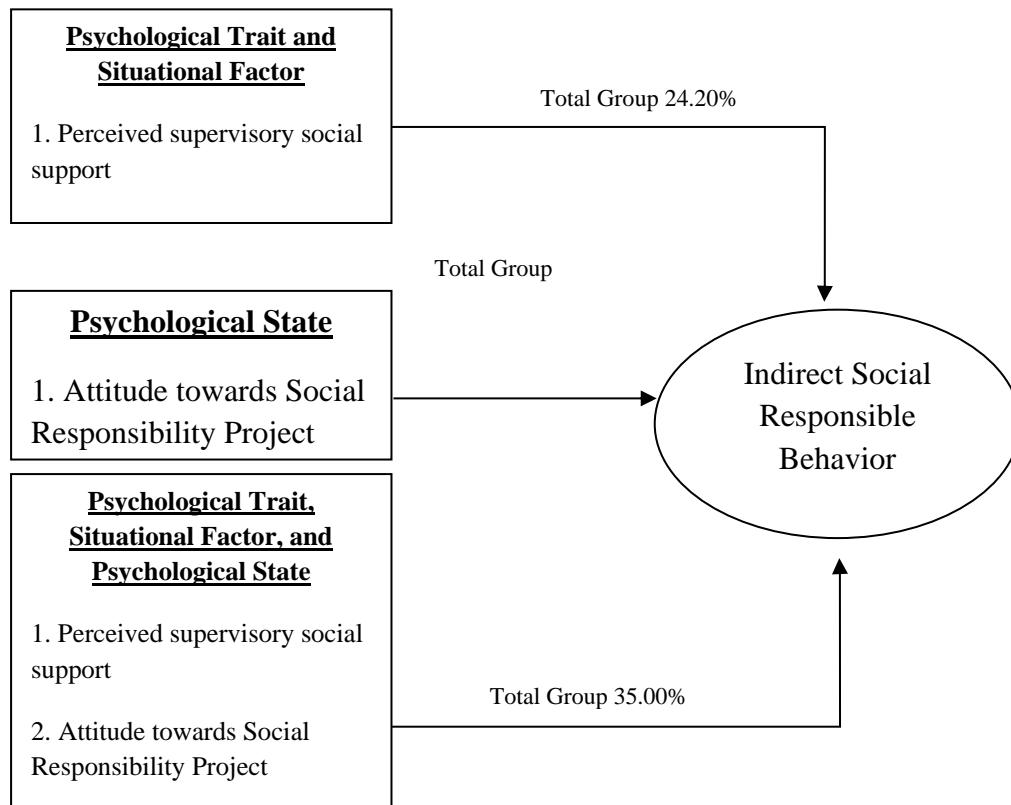 Psychological Trait and
Situational Factor
1. Perceived supervisory social
support
Total Group 24.20%
Total Group
Psychological State
1. Attitude towards Social
Responsibility Project
Indirect Social
Responsible
Behavior
Psychological Trait,
Situational Factor, and
Psychological State
1. Perceived supervisory social
support
2. Attitude towards Social
Responsibility Project
Total Group 35.00%